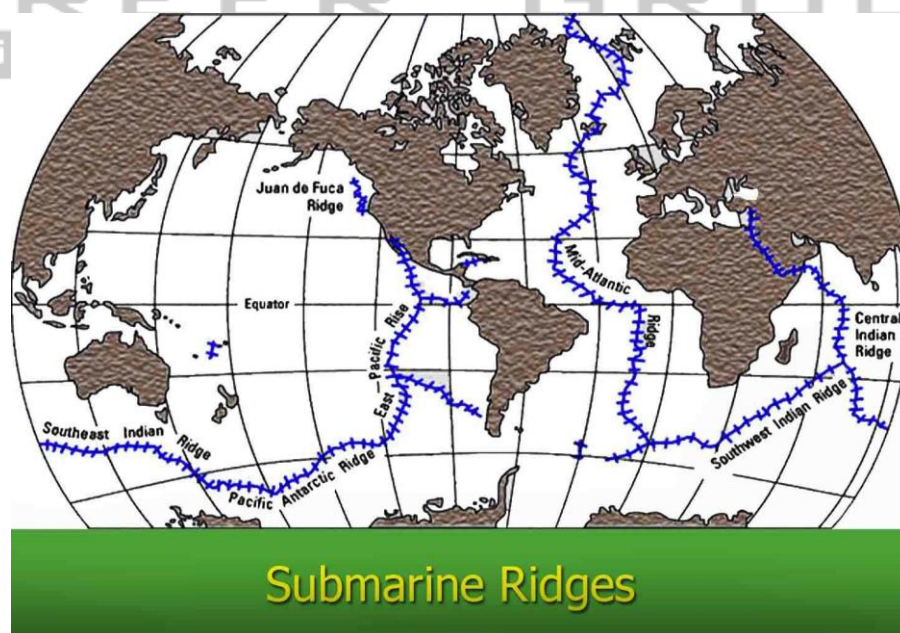 Juan de Fuca
Ridge
Mid-Atlantic
Ridge
Equator
East
Pacific Rise
Central
Indian
Ridge
Southeast Indian
Ridge
Pacific Antarctic Ridge
Southwest Indian Ridge
Submarine Ridges